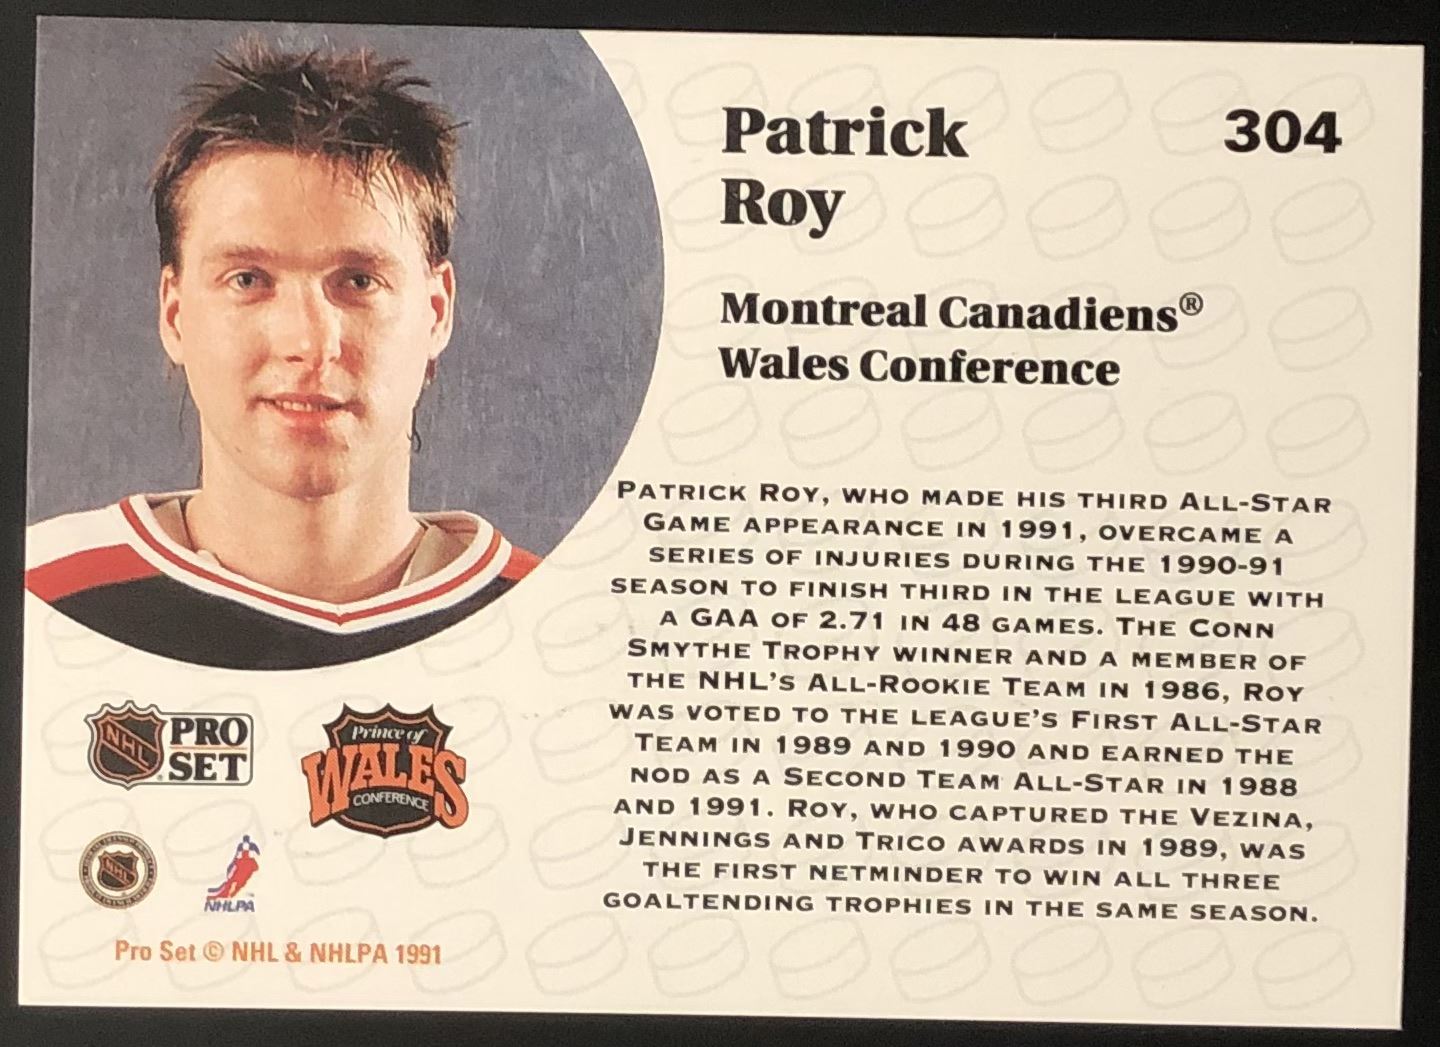 Patrick
Roy
304
Montreal Canadiens®
Wales Conference
PATRICK ROY, WHO MADE HIS THIRD ALL-STAR
GAME APPEARANCE IN 1991, OVERCAME A
SERIES OF INJURIES DURING THE 1990-91
SEASON TO FINISH THIRD IN THE LEAGUE WITH
A GAA OF 2.71 IN 48 GAMES. THE CONN
SMYTHE TROPHY WINNER AND A MEMBER OF
THE NHL'S ALL-ROOKIE TEAM IN 1986, ROY
WAS VOTED TO THE LEAGUE'S FIRST ALL-STAR
TEAM IN 1989 AND 1990 AND EARNED THE
NOD AS A SECOND TEAM ALL-STAR IN 1988
AND 1991. ROY, WHO CAPTURED THE VEZINA,
JENNINGS AND TRICO AWARDS IN 1989, WAS
THE FIRST NETMINDER TO WIN ALL THREE
GOALTENDING TROPHIES IN THE SAME SEASON.
NHL
PRO
SET
Prince of
WALES
CONFERENCE
NHL
NHLPA
Pro Set © NHL & NHLPA 1991